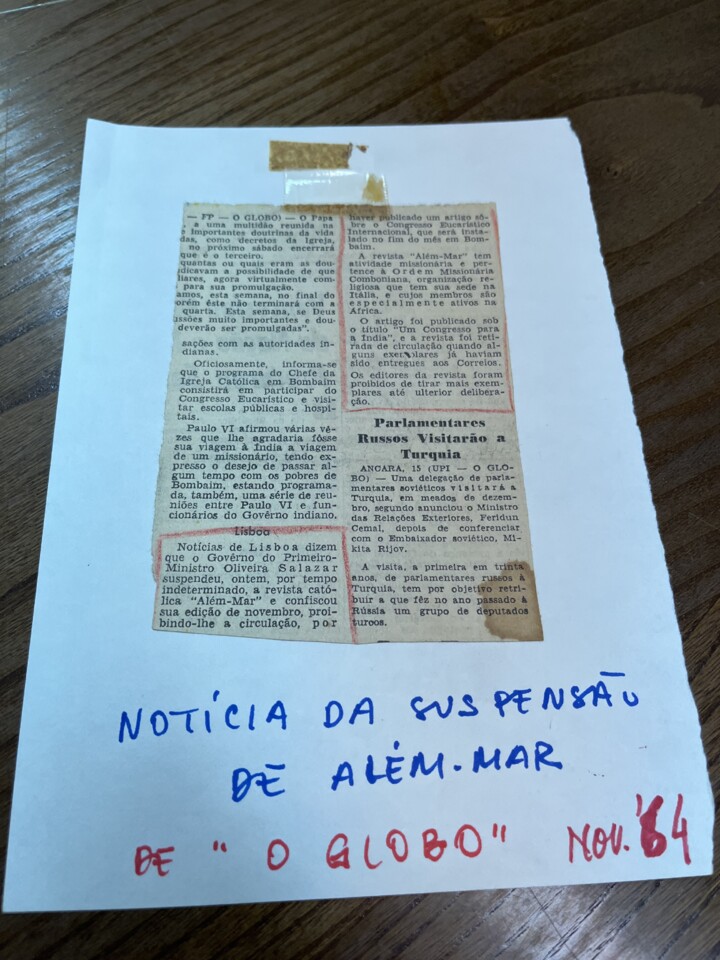 — FP — O GLOBO) — O Papa
, a uma multidão reunida na
e importantes doutrinas da vida
das, como decretos da Igreja,
no próximo sábado encerrará
que é o terceiro.
quantas ou quais eram as dou-
dicavam a possibilidade de que
liares, agora virtualmente com-
para sua promulgação.
amos, esta semana, no final do
orém êste não terminará com a
quarta. Esta semana, se Deus
ussões muito importantes e dou-
deverão ser promulgadas".
sações com as autoridades in-
dianas.
Oficiosamente, informa-se
que o programa do Chefe da
Igreja Católica em Bombaim
consistirá em participar do
Congresso Eucarístico e visi-
tar escolas públicas e hospi-
tais.
Paulo VI afirmou várias vê-
zes que lhe agradaria fôsse
sua viagem à Índia a viagem
de um missionário, tendo ex-
presso o desejo de passar al-
gum tempo com os pobres de
Bombaim, estando programa-
da, também, uma série de reu-
niões entre Paulo VI e fun-
cionários do Govêrno indiano.
Lisboa
Notícias de Lisboa dizem
que o Govêrno do Primeiro-
Ministro Oliveira Salazar
suspendeu, ontem, por tempo
indeterminado, a revista cató-
lica "Além-Mar" e confiscou
sua edição de novembro, proi-
bindo-lhe a circulação, por
haver publicado um artigo sô-
bre o Congresso Eucarístico
Internacional, que será insta-
lado no fim do mês em Bom-
baim.
A revista "Além-Mar" tem
atividade missionária e per-
tence à Ordem Missionária
Comboniana, organização re-
ligiosa que tem sua sede na
Itália, e cujos membros são
especialmente ativos na
África.
O artigo foi publicado sob
o título "Um Congresso para
a Índia", e a revista foi reti-
rada de circulação quando al-
guns exemplares já haviam
sido entregues aos Correios.
Os editores da revista foram
proibidos de tirar mais exem-
plares até ulterior delibera-
ção.
Parlamentares
Russos Visitarão a
Turquia
ANCARA, 15 (UPI — O GLO-
BO) — Uma delegação de parla-
mentares soviéticos visitará a
Turquia, em meados de dezem-
bro, segundo anunciou o Ministro
das Relações Exteriores, Feridun
Cemal, depois de conferenciar
com o Embaixador soviético, Mi-
kita Rijov.
A visita, a primeira em trinta
anos, de parlamentares russos à
Turquia, tem por objetivo retri-
buir a que fêz no ano passado à
Rússia um grupo de deputados
turcos.
NOTÍCIA DA SUSPENSÃO
DE ALÉM-MAR
DE "O GLOBO" NOV. '64